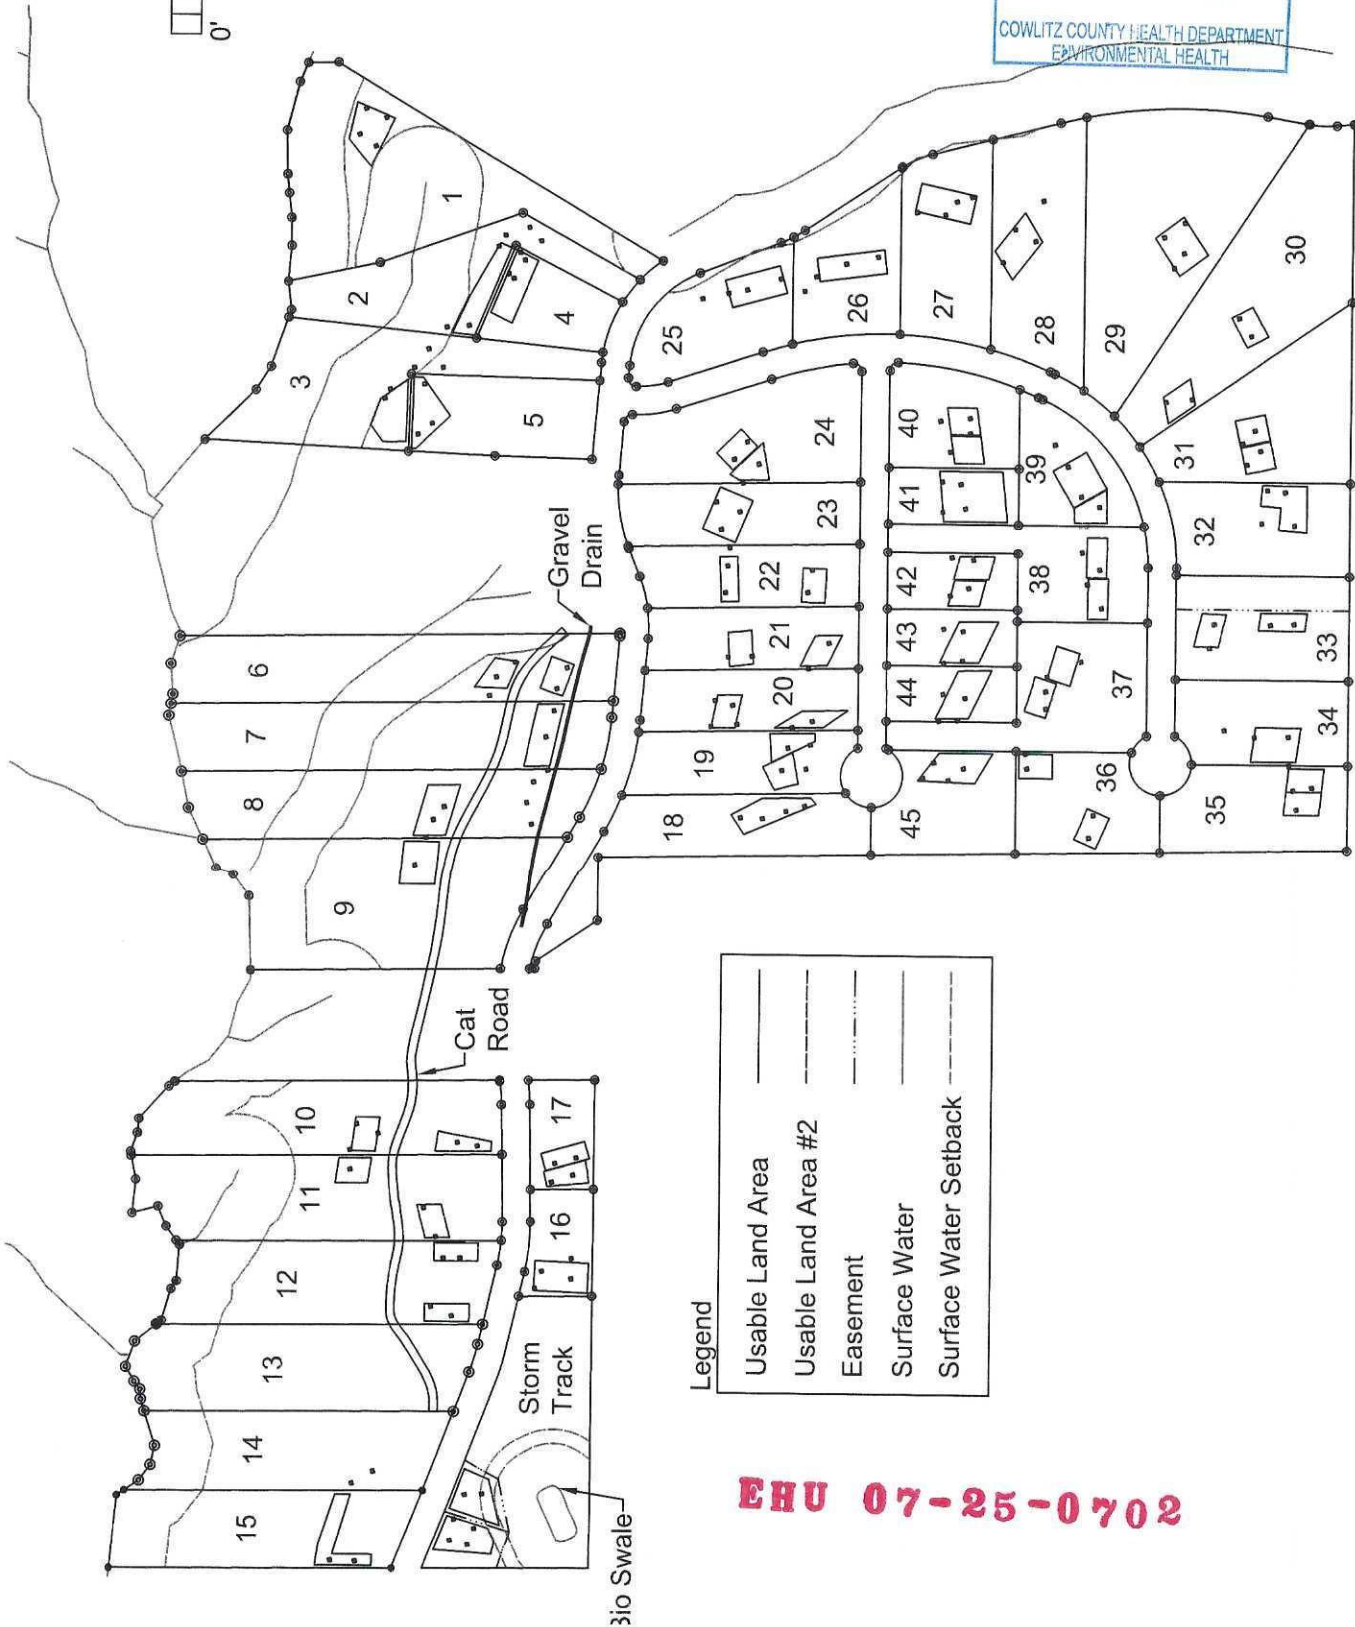 0'
COWLITZ COUNTY HEALTH DEPARTMENT
ENVIRONMENTAL HEALTH
1
2
3
4
5
6
7
8
9
10
11
12
13
14
15
16
17
18
19
20
21
22
23
24
25
26
27
28
29
30
31
32
33
34
35
36
37
38
39
40
41
42
43
44
45
Gravel
Drain
Cat
Road
Storm
Track
Bio Swale
Legend
Usable Land Area
Usable Land Area #2
Easement
Surface Water
Surface Water Setback
EHU 07-25-0702